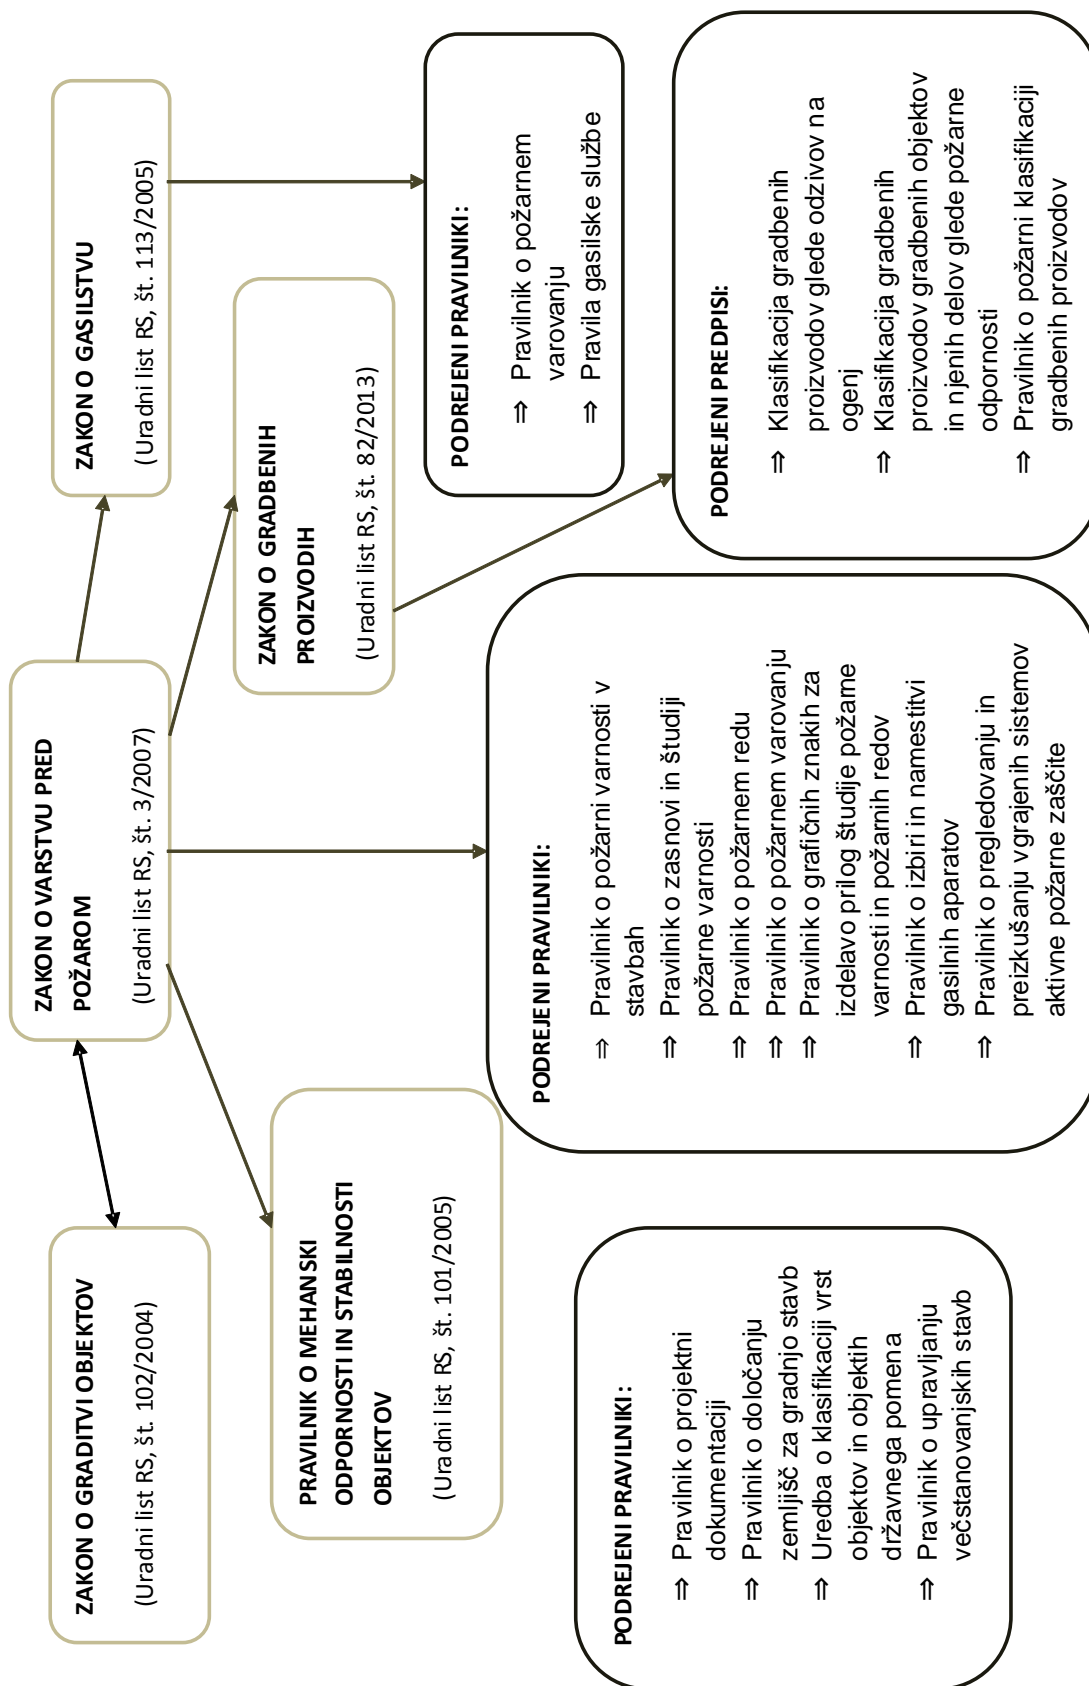 ZAKON O VARSTVU PRED
POŽAROM
(Uradni list RS, št. 3/2007)
ZAKON O GRADITVI OBJEKTOV
(Uradni list RS, št. 102/2004)
ZAKON O GASILSTVU
(Uradni list RS, št. 113/2005)
PRAVILNIK O MEHANSKI
ODPORNOSTI IN STABILNOSTI
OBJEKTOV
(Uradni list RS, št. 101/2005)
ZAKON O GRADBENIH
PROIZVODIH
(Uradni list RS, št. 82/2013)
PODREJENI PRAVILNIKI:
⇒ Pravilnik o projektni
dokumentaciji
⇒ Pravilnik o določanju
zemljišč za gradnjo stavb
⇒ Uredba o klasifikaciji vrst
objektov in objektih
državnega pomena
⇒ Pravilnik o upravljanju
večstanovanjskih stavb
PODREJENI PRAVILNIKI:
⇒ Pravilnik o požarni varnosti v
stavbah
⇒ Pravilnik o zasnovi in študiji
požarne varnosti
⇒ Pravilnik o požarnem redu
⇒ Pravilnik o požarnem varovanju
⇒ Pravilnik o grafičnih znakih za
izdelavo prilog študije požarne
varnosti in požarnih redov
⇒ Pravilnik o izbiri in namestitvi
gasilnih aparatov
⇒ Pravilnik o pregledovanju in
preizkušanju vgrajenih sistemov
aktivne požarne zaščite
PODREJENI PRAVILNIKI:
⇒ Pravilnik o požarnem
varovanju
⇒ Pravila gasilske službe
PODREJENI PREDPISI:
⇒ Klasifikacija gradbenih
proizvodov glede odzivov na
ogenj
⇒ Klasifikacija gradbenih
proizvodov gradbenih objektov
in njenih delov glede požarne
odpornosti
⇒ Pravilnik o požarni klasifikaciji
gradbenih proizvodov